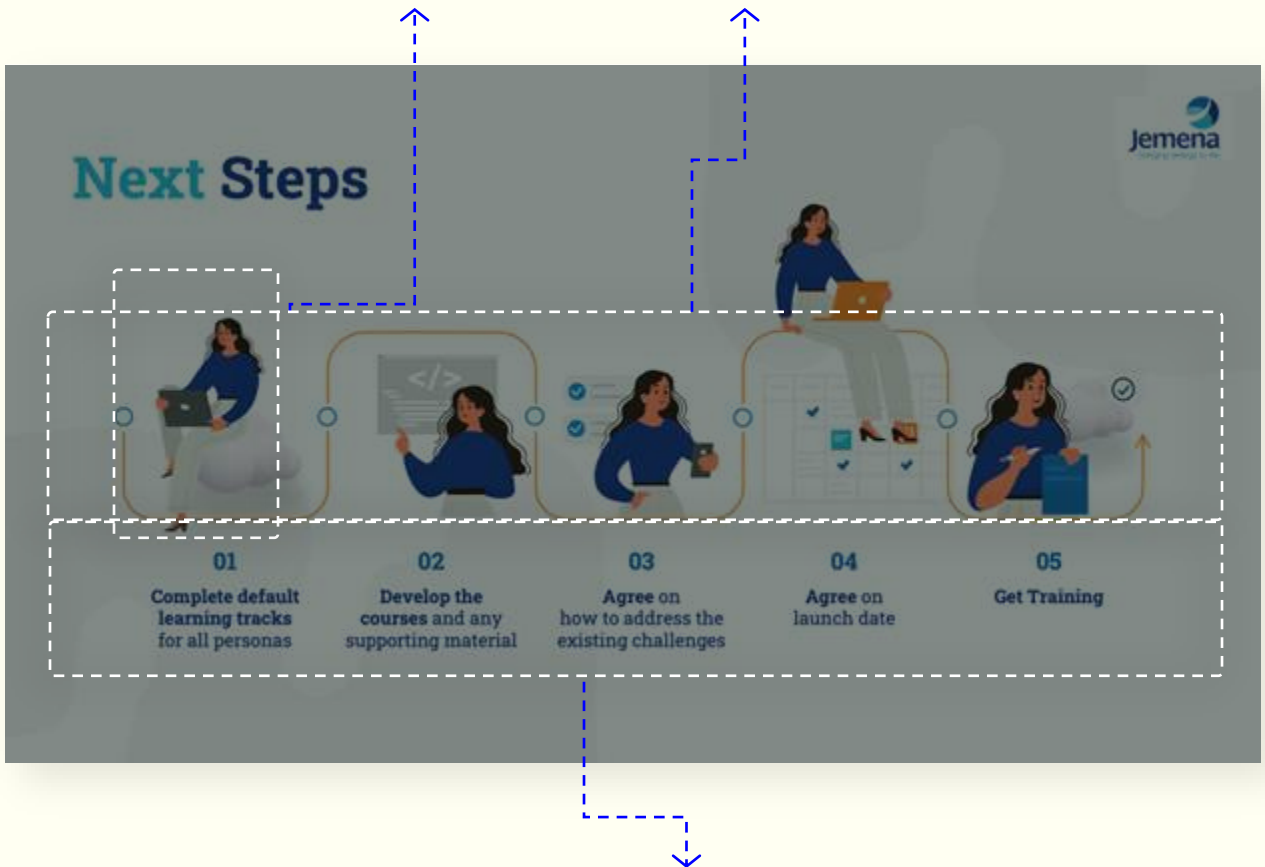 Jemena
Next Steps
</>
01
Complete default
learning tracks
for all personas
02
Develop the
courses and any
supporting material
03
Agree on
how to address the
existing challenges
04
Agree on
launch date
05
Get Training